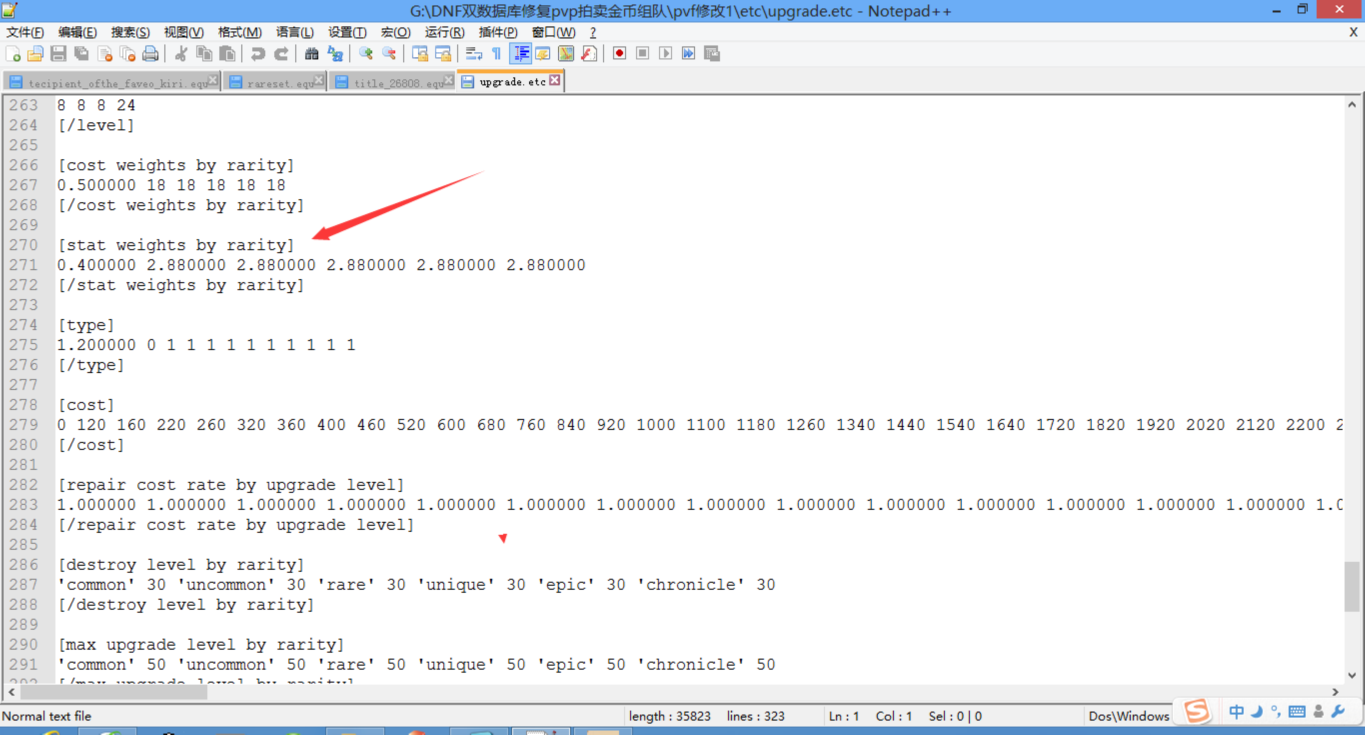 G:\DNF双数据库修复pvp拍卖金币组队\pvf修改1\etc\upgrade.etc - Notepad++
文件(F) 编辑(E) 搜索(S) 视图(V) 格式(M) 语言(L) 设置(T) 宏(O) 运行(R) 插件(P) 窗口(W) ? X
tecipient_ofthe_faveo_kiri.equ rareset.equ title_26808.equ upgrade.etc
263 8 8 8 24
264 [/level]
265
266 [cost weights by rarity]
267 0.500000 18 18 18 18 18
268 [/cost weights by rarity]
269
270 [stat weights by rarity]
271 0.400000 2.880000 2.880000 2.880000 2.880000 2.880000
272 [/stat weights by rarity]
273
274 [type]
275 1.200000 0 1 1 1 1 1 1 1 1 1 1
276 [/type]
277
278 [cost]
279 0 120 160 220 260 320 360 400 460 520 600 680 760 840 920 1000 1100 1180 1260 1340 1440 1540 1640 1720 1820 1920 2020 2120 2200 2
280 [/cost]
281
282 [repair cost rate by upgrade level]
283 1.000000 1.000000 1.000000 1.000000 1.000000 1.000000 1.000000 1.000000 1.000000 1.000000 1.000000 1.000000 1.000000 1.000000 1.0
284 [/repair cost rate by upgrade level]
285
286 [destroy level by rarity]
287 'common' 30 'uncommon' 30 'rare' 30 'unique' 30 'epic' 30 'chronicle' 30
288 [/destroy level by rarity]
289
290 [max upgrade level by rarity]
291 'common' 50 'uncommon' 50 'rare' 50 'unique' 50 'epic' 50 'chronicle' 50
292 [/max upgrade level by rarity]
Normal text file length : 35823 lines : 323 Ln : 1 Col : 1 Sel : 0 | 0 Dos\Windows
S 中